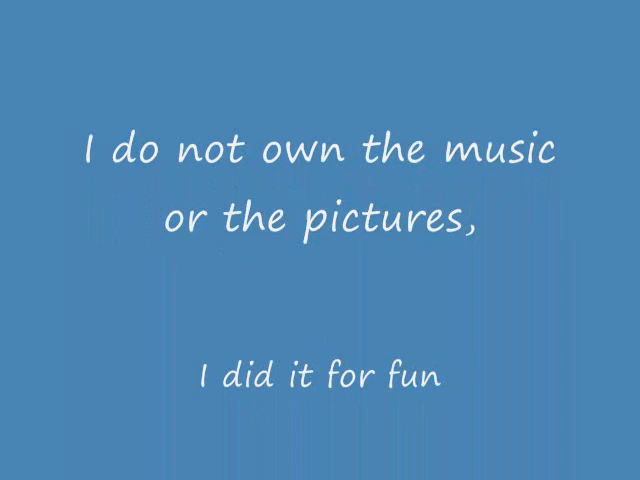 I do not own the music
or the pictures,
I did it for fun